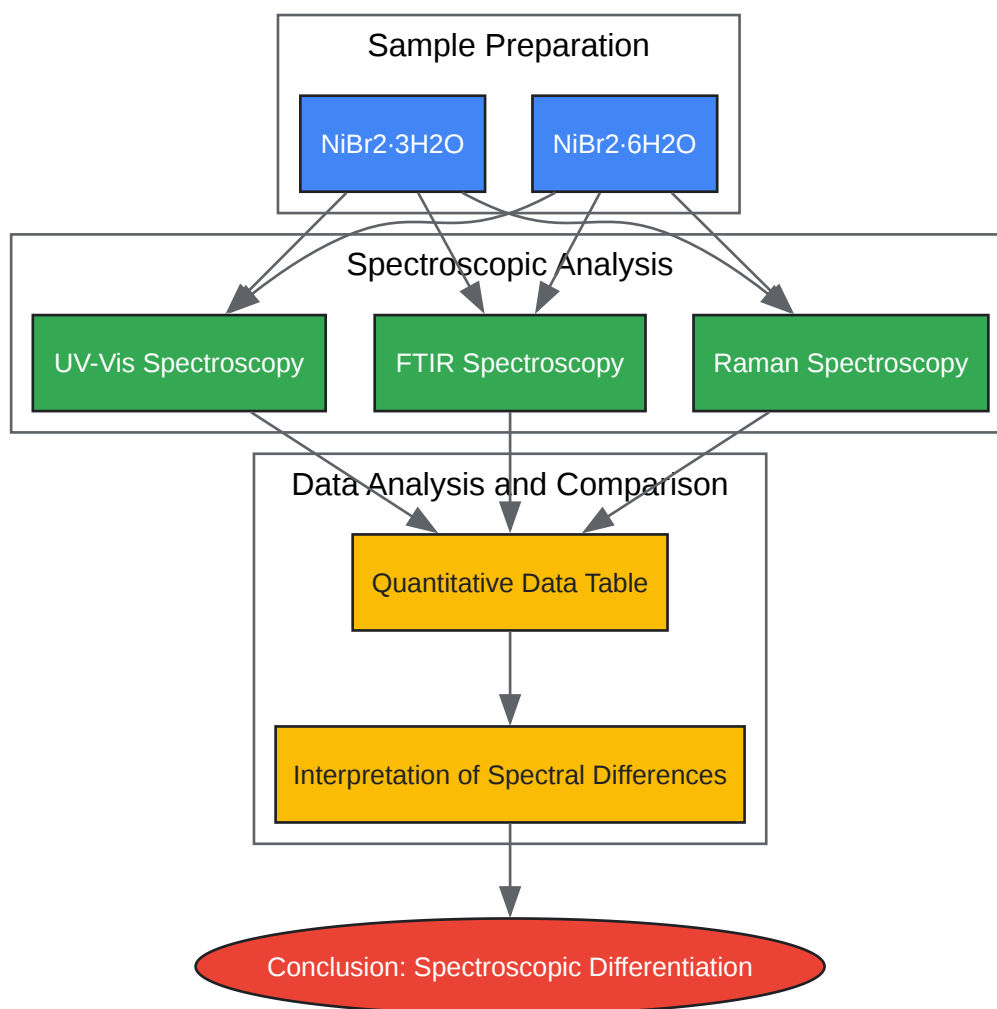 Sample Preparation
NiBr2·3H2O
NiBr2·6H2O
Spectroscopic Analysis
UV-Vis Spectroscopy
FTIR Spectroscopy
Raman Spectroscopy
Data Analysis and Comparison
Quantitative Data Table
Interpretation of Spectral Differences
Conclusion: Spectroscopic Differentiation